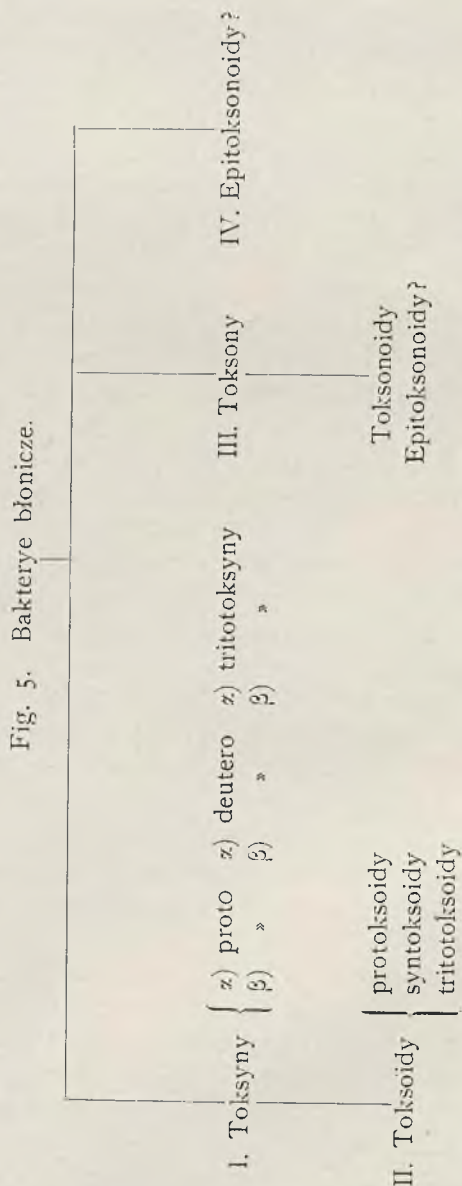 Fig. 5. Bakterye błonicze.
I. Toksyny { α) proto α) deutero α) tritotoksyny III. Toksony IV. Epitoksonoidy?
β) » β) » β) »
II. Toksoidy { protoksoidy
syntoksoidy
tritotoksoidy
Toksonoidy
Epitoksonoidy?